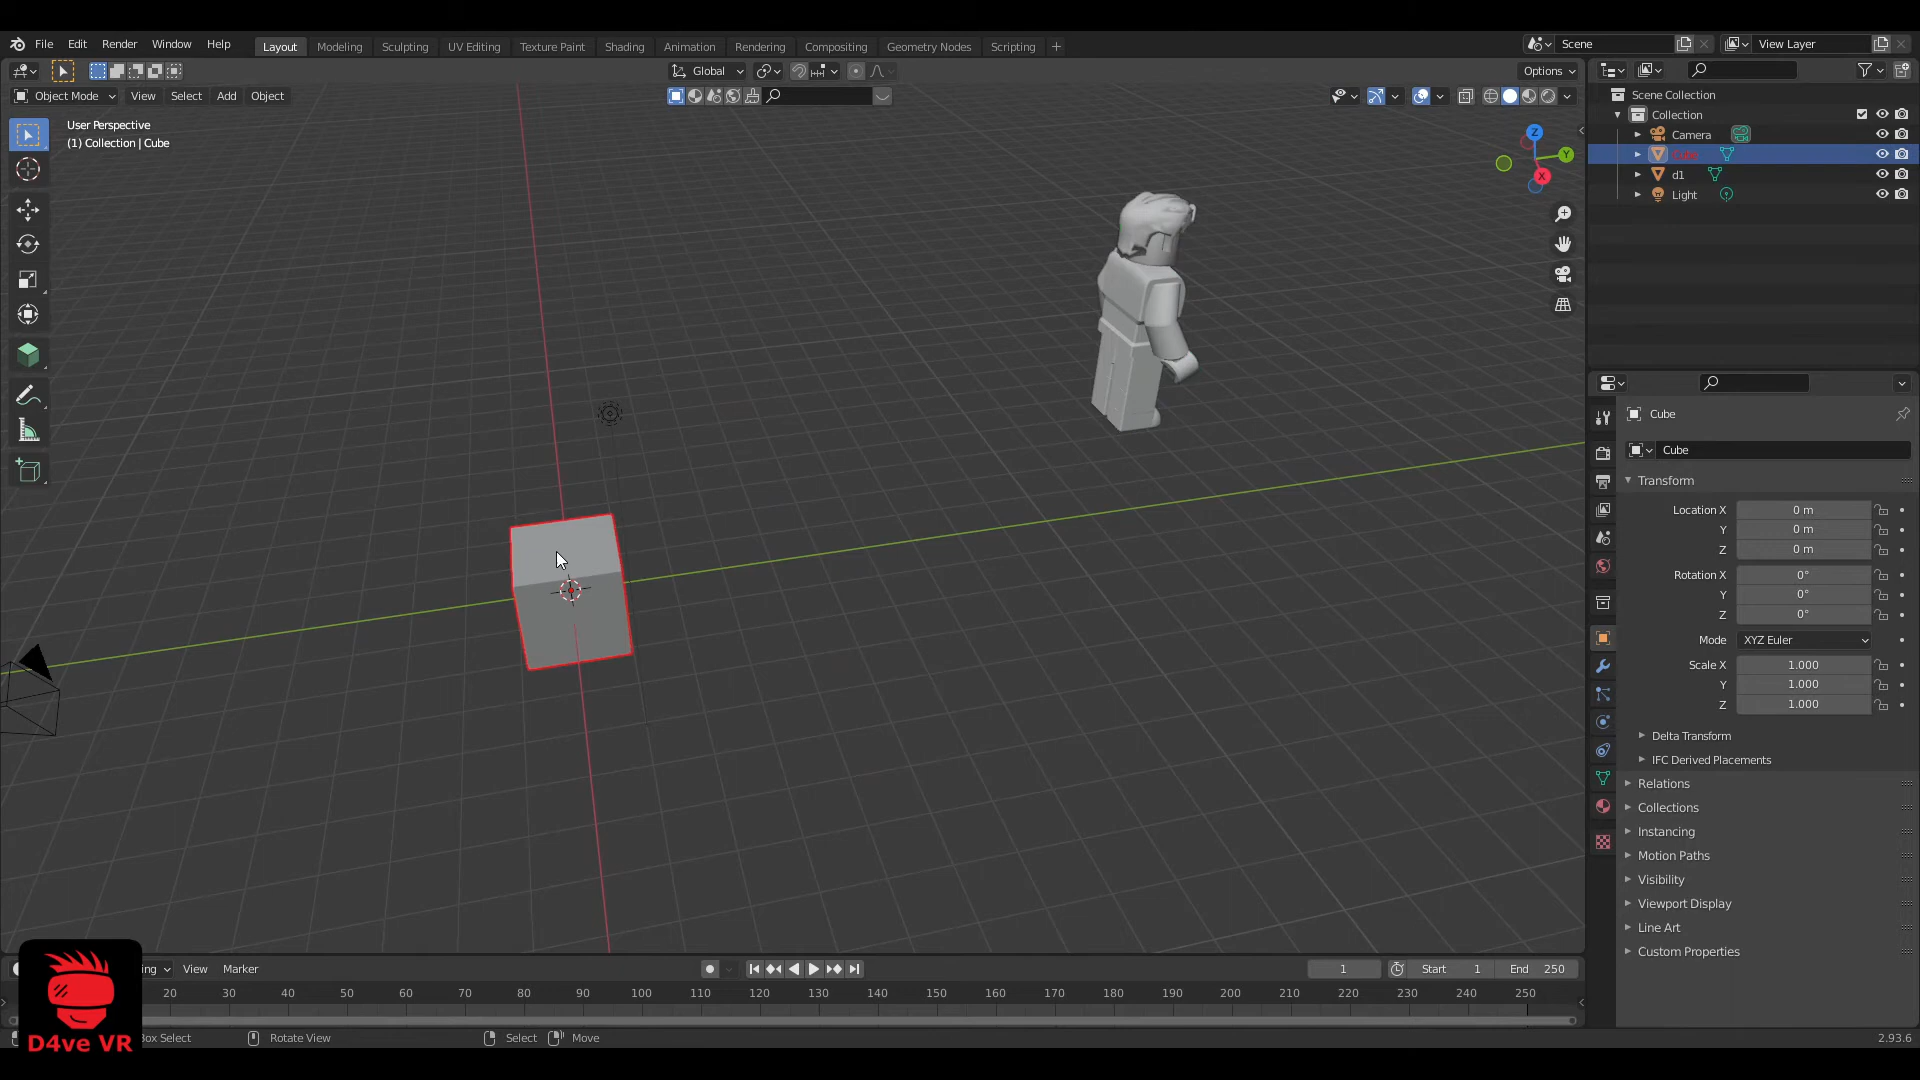 File Edit Render Window Help Layout Modeling Sculpting UV Editing Texture Paint Shading Animation Rendering Compositing Geometry Nodes Scripting + Scene View Layer
Global Options
Object Mode View Select Add Object
User Perspective
(1) Collection | Cube
Z
Y
X
Scene Collection
Collection
Camera
Cube
d1
Light
Cube
Cube
Transform
Location X 0 m
Y 0 m
Z 0 m
Rotation X 0°
Y 0°
Z 0°
Mode XYZ Euler
Scale X 1.000
Y 1.000
Z 1.000
Delta Transform
IFC Derived Placements
Relations
Collections
Instancing
Motion Paths
Visibility
Viewport Display
Line Art
Custom Properties
ing View Marker 1 Start 1 End 250
20 30 40 50 60 70 80 90 100 110 120 130 140 150 160 170 180 190 200 210 220 230 240 250
D4ve VR
Box Select Rotate View Select Move 2.93.6